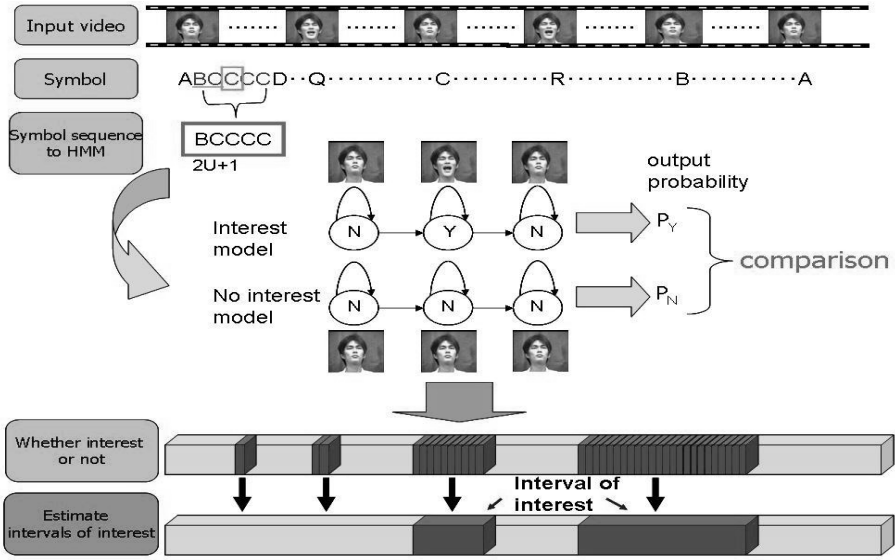 Input video
Symbol
ABCCCCCD Q C R B A
Symbol sequence
to HMM
BCCCC
2U+1
output
probability
Interest
model
N Y N
P_Y
comparison
No interest
model
N N N
P_N
Whether interest
or not
Interval of
interest
Estimate
intervals of interest